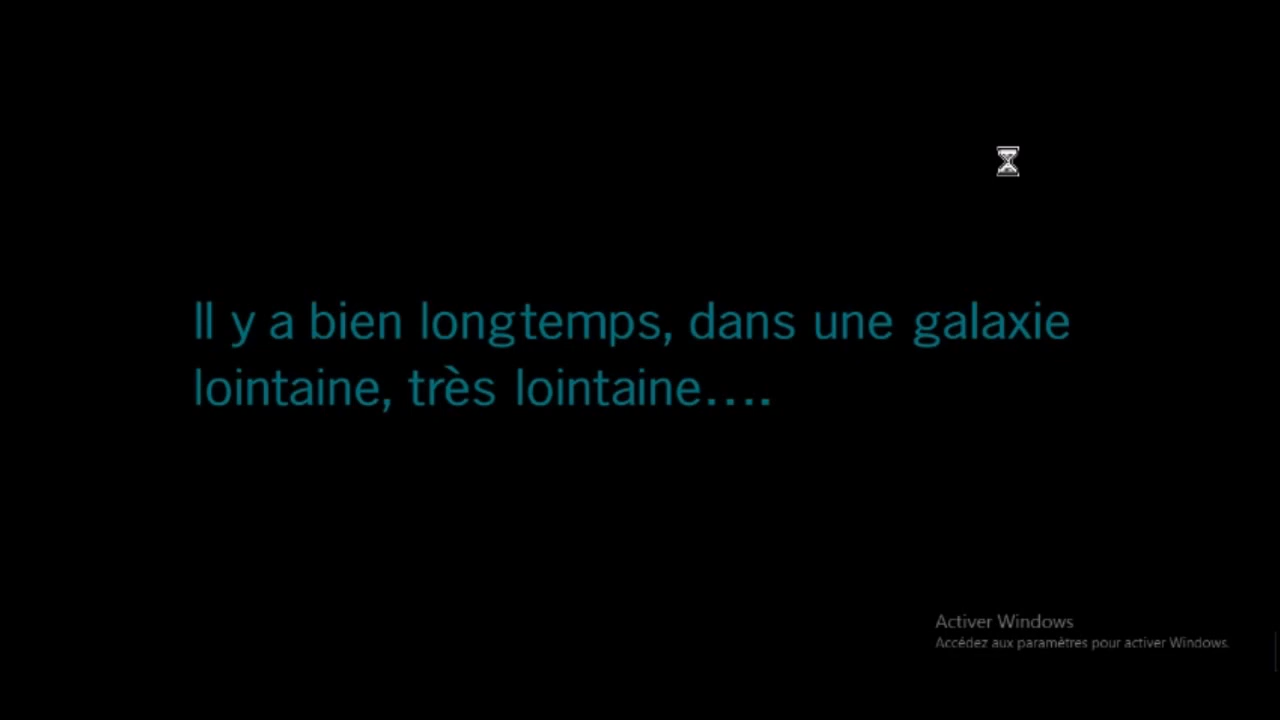 Il y a bien longtemps, dans une galaxie
lointaine, très lointaine….
Activer Windows
Accédez aux paramètres pour activer Windows.